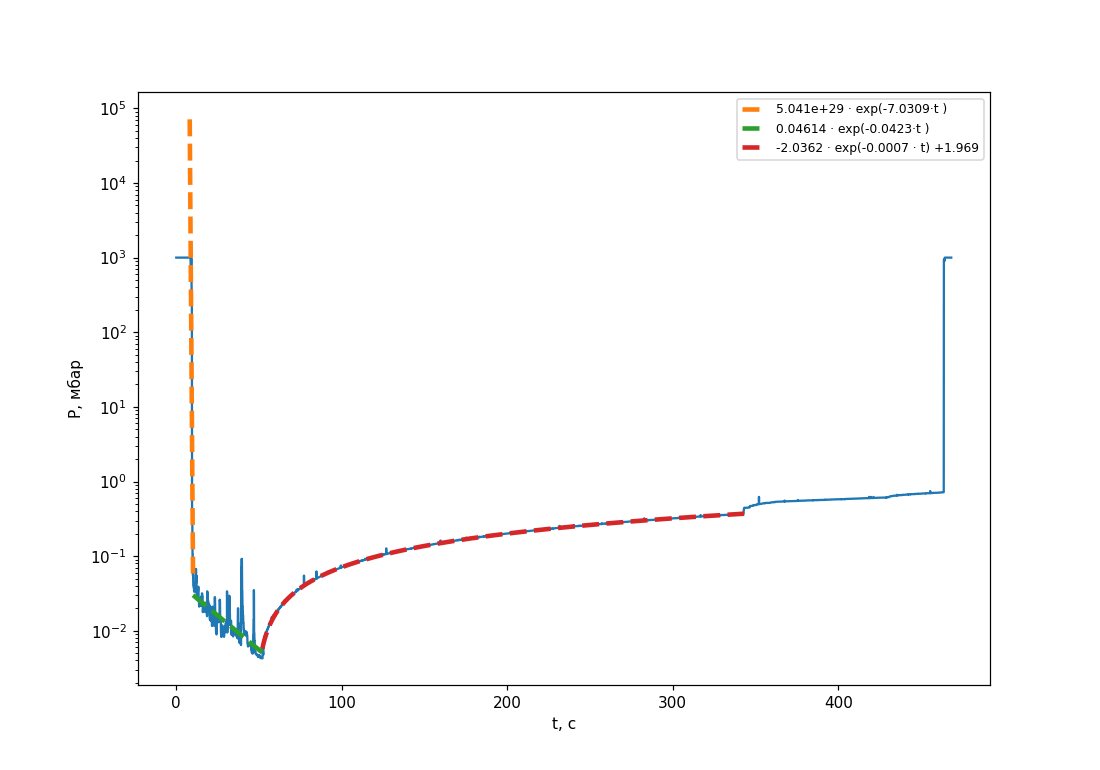 5.041e+29 · exp(-7.0309·t )
0.04614 · exp(-0.0423·t )
-2.0362 · exp(-0.0007 · t) +1.969
10^5
10^4
10^3
10^2
10^1
10^0
10^-1
10^-2
P, мбар
0 100 200 300 400
t, с